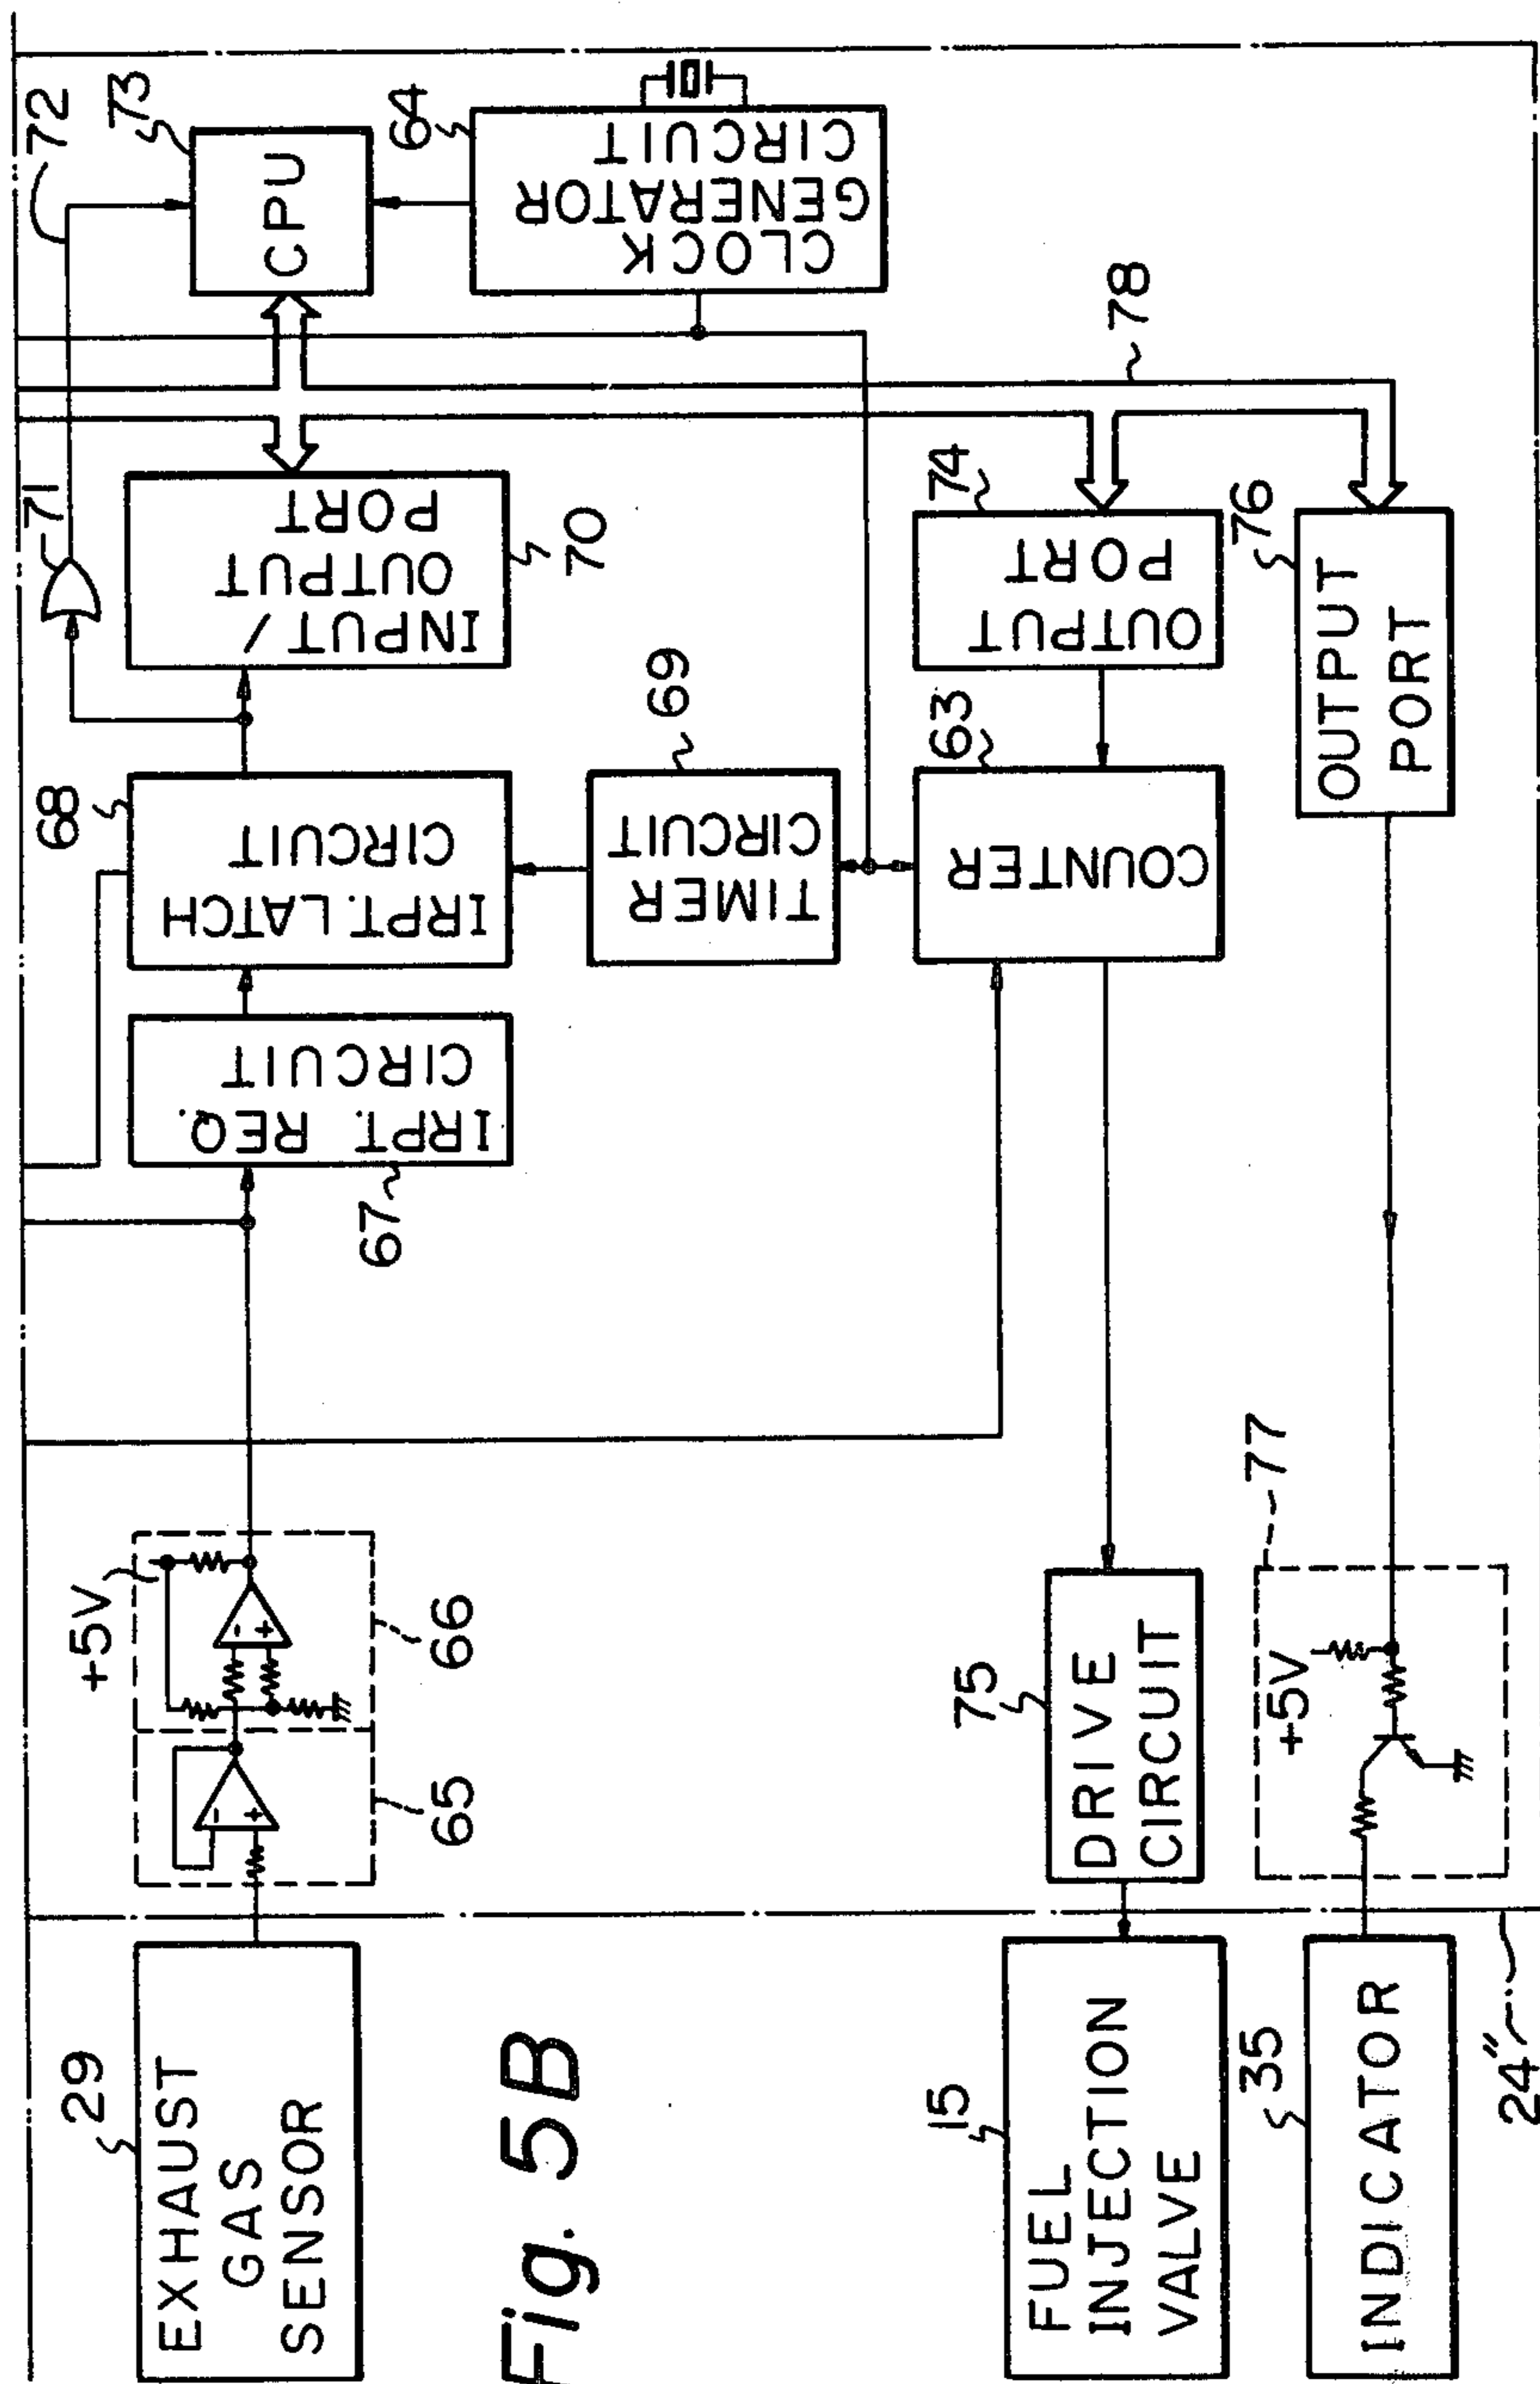 EXHAUST
GAS
SENSOR
29
65
66
+5V
67
IRPT. REQ.
CIRCUIT
68
IRPT. LATCH
CIRCUIT
69
TIMER
CIRCUIT
70
INPUT/
OUTPUT
PORT
71
72
73
CPU
64
CLOCK
GENERATOR
CIRCUIT
Fig. 5B
FUEL
INJECTION
VALVE
15
DRIVE
CIRCUIT
75
COUNTER
63
OUTPUT
PORT
74
78
INDICATOR
35
+5V
77
OUTPUT
PORT
76
24"